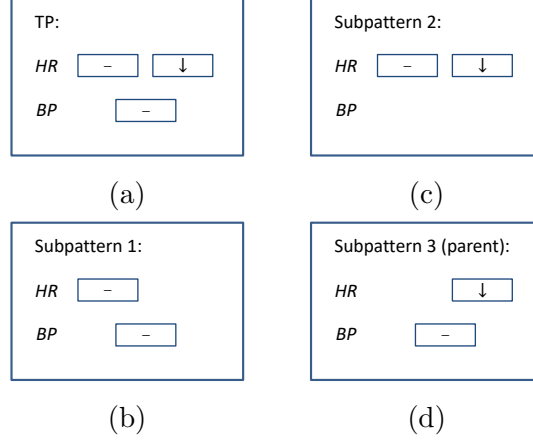 TP:
HR – ↓
BP –
(a)
Subpattern 2:
HR – ↓
BP
(c)
Subpattern 1:
HR –
BP –
(b)
Subpattern 3 (parent):
HR ↓
BP –
(d)